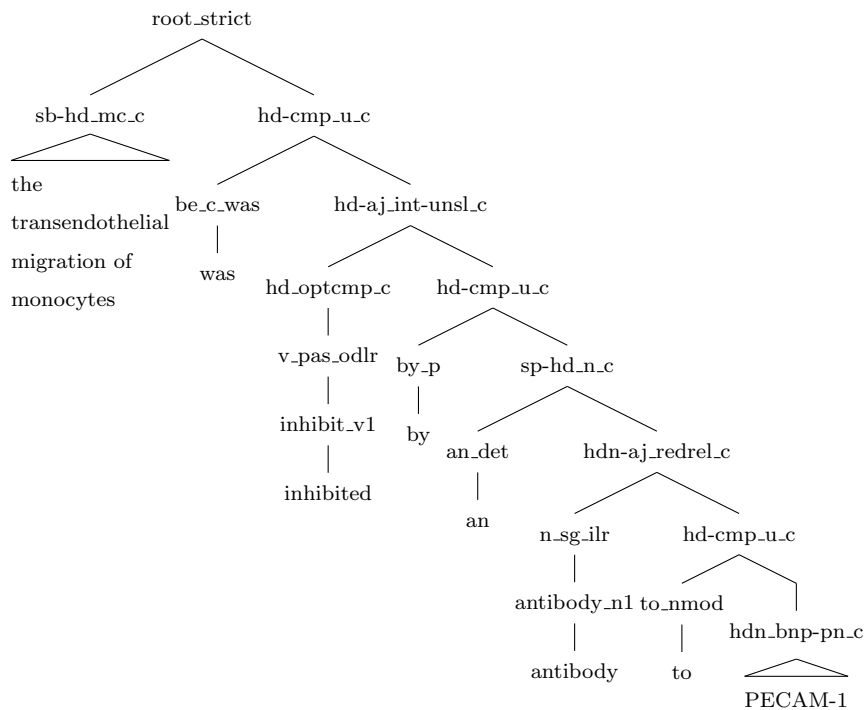 root_strict
sb-hd_mc_c hd-cmp_u_c
the
transendothelial
migration of
monocytes
be_c_was hd-aj_int-unsl_c
was
hd_optcmp_c hd-cmp_u_c
v_pas_odlr by_p sp-hd_n_c
inhibit_v1 by
an_det hdn-aj_redrel_c
inhibited
an
n_sg_ilr hd-cmp_u_c
antibody_n1 to_nmod
hdn_bnp-pn_c
antibody to
PECAM-1